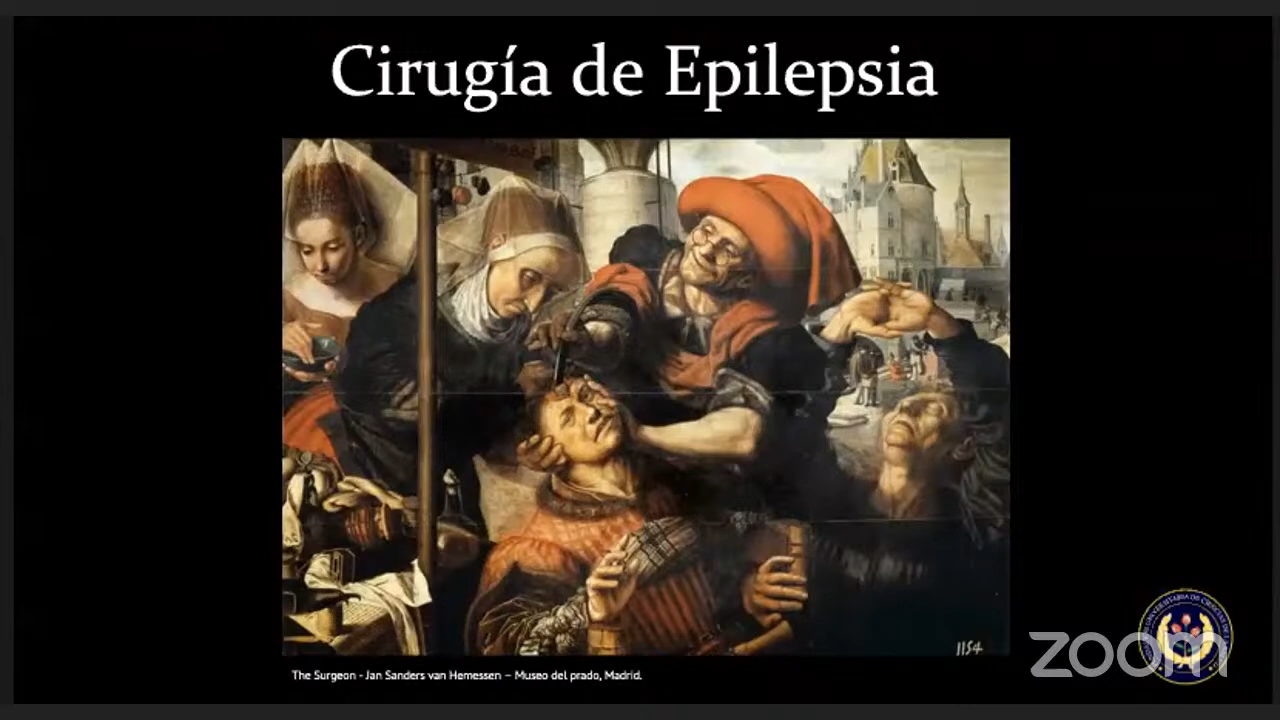 Cirugía de Epilepsia
1154
The Surgeon - Jan Sanders van Hemessen – Museo del prado, Madrid.
zoom